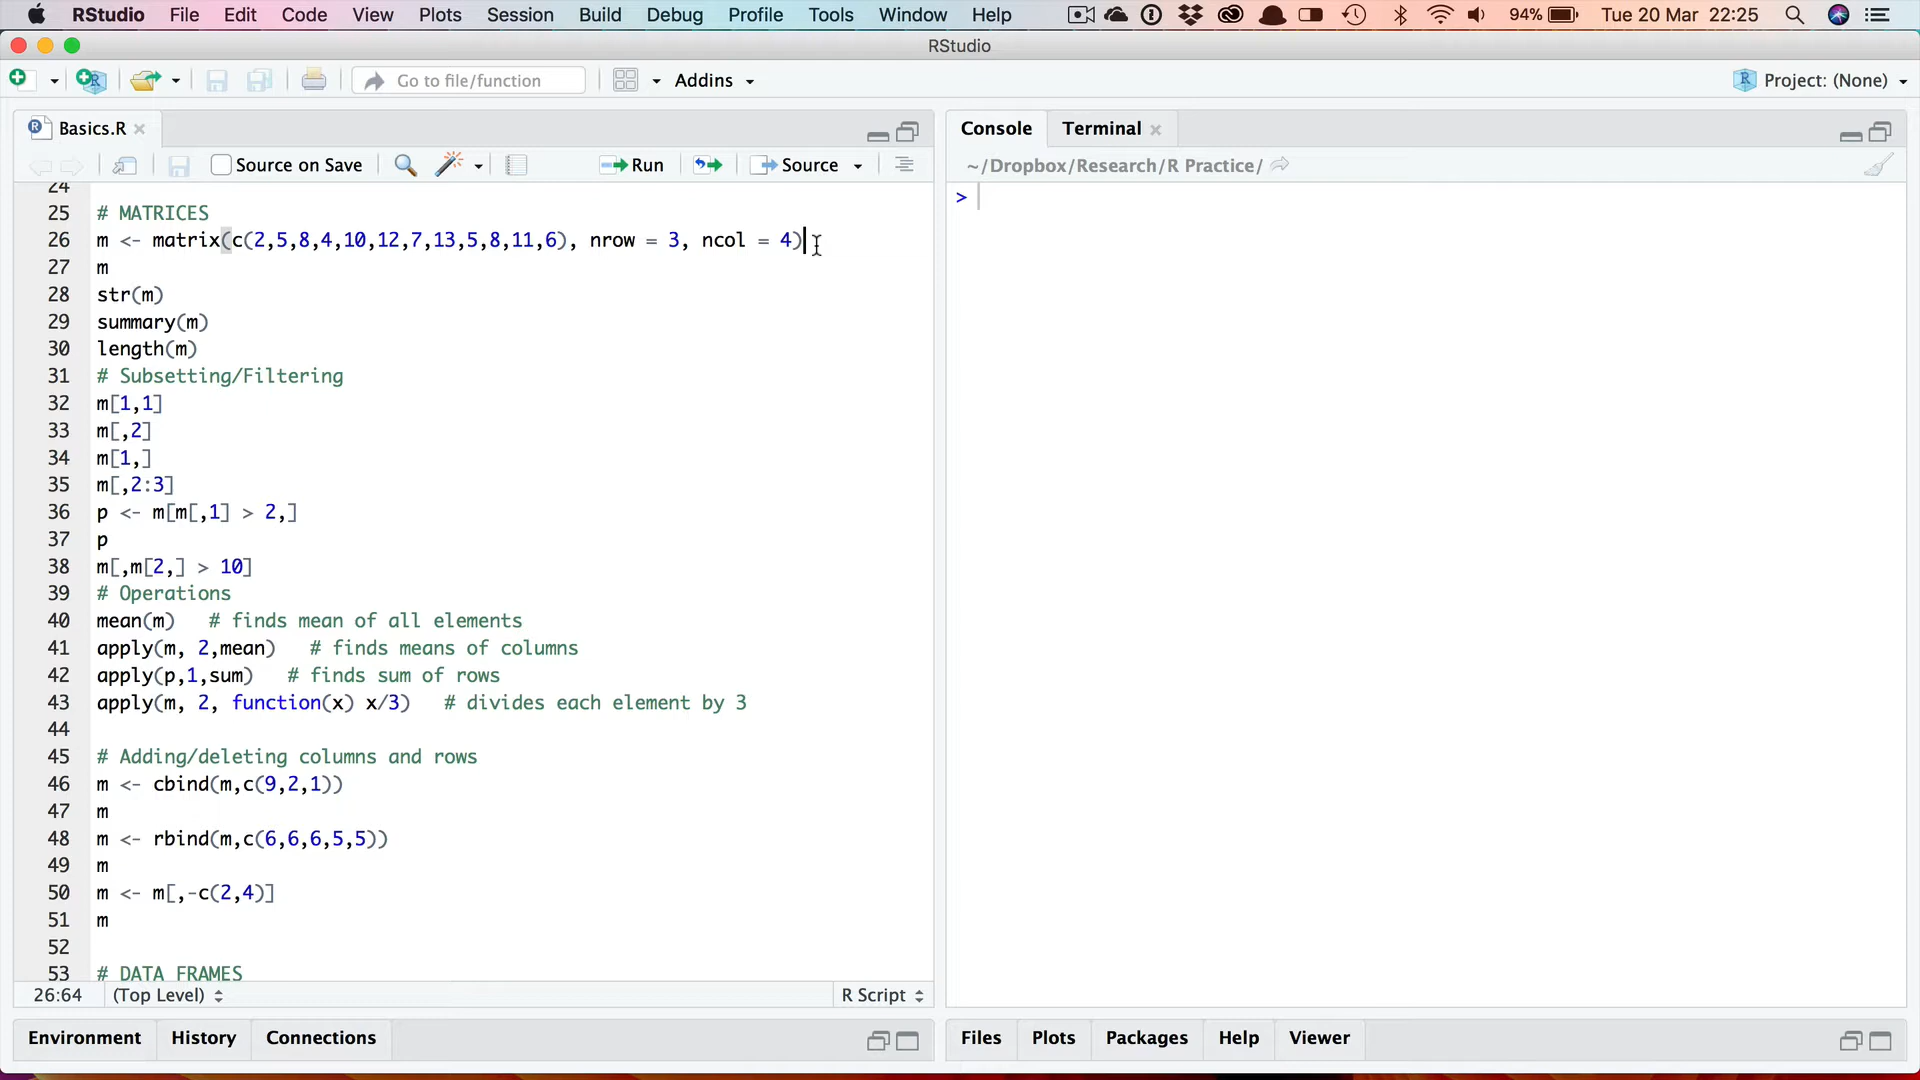 RStudio File Edit Code View Plots Session Build Debug Profile Tools Window Help 94% Tue 20 Mar 22:25
RStudio
Go to file/function Addins Project: (None)
Basics.R
Source on Save Run Source
24
25 # MATRICES
26 m <- matrix(c(2,5,8,4,10,12,7,13,5,8,11,6), nrow = 3, ncol = 4)
27 m
28 str(m)
29 summary(m)
30 length(m)
31 # Subsetting/Filtering
32 m[1,1]
33 m[,2]
34 m[1,]
35 m[,2:3]
36 p <- m[m[,1] > 2,]
37 p
38 m[,m[2,] > 10]
39 # Operations
40 mean(m)   # finds mean of all elements
41 apply(m, 2,mean)   # finds means of columns
42 apply(p,1,sum)   # finds sum of rows
43 apply(m, 2, function(x) x/3)   # divides each element by 3
44
45 # Adding/deleting columns and rows
46 m <- cbind(m,c(9,2,1))
47 m
48 m <- rbind(m,c(6,6,6,5,5))
49 m
50 m <- m[,-c(2,4)]
51 m
52
53 # DATA FRAMES
26:64 (Top Level) R Script
Environment History Connections
Console Terminal
~/Dropbox/Research/R Practice/
>
Files Plots Packages Help Viewer